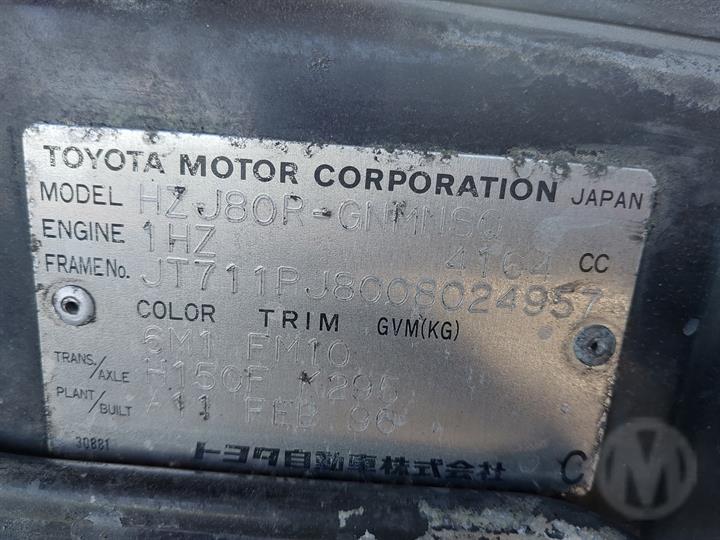 TOYOTA MOTOR CORPORATION JAPAN
MODEL HZJ80R-GNMNSQ
ENGINE 1HZ 4164 CC
FRAME No. JT711PJ8008024957
COLOR TRIM GVM(KG)
6M1 FM10
TRANS./AXLE H150F K295
PLANT/BUILT A11 FEB 96
30881
トヨタ自動車株式会社 C
M